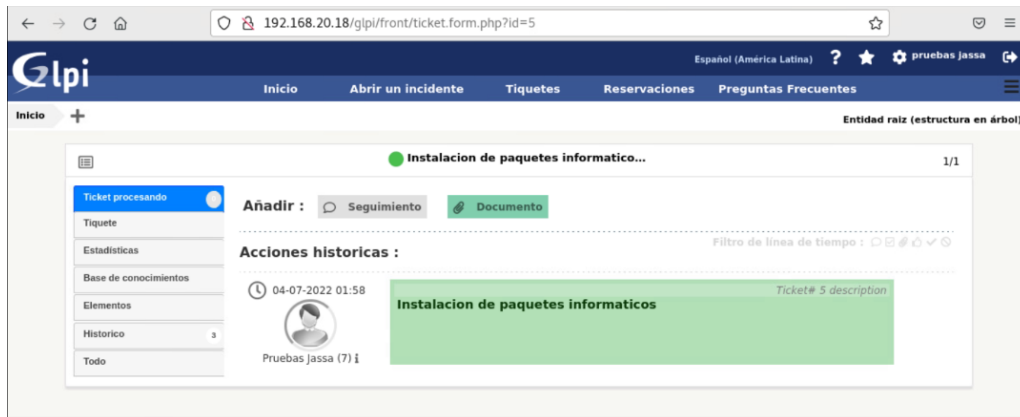 192.168.20.18/glpi/front/ticket.form.php?id=5
Glpi
Español (América Latina) ? pruebas jassa
Inicio Abrir un incidente Tiquetes Reservaciones Preguntas Frecuentes
Inicio + Entidad raiz (estructura en árbol)
Instalacion de paquetes informatico... 1/1
Ticket procesando
Tiquete
Estadísticas
Base de conocimientos
Elementos
Historico 3
Todo
Añadir : Seguimiento Documento
Filtro de línea de tiempo :
Acciones historicas :
04-07-2022 01:58
Pruebas Jassa (7) i
Ticket# 5 description
Instalacion de paquetes informaticos